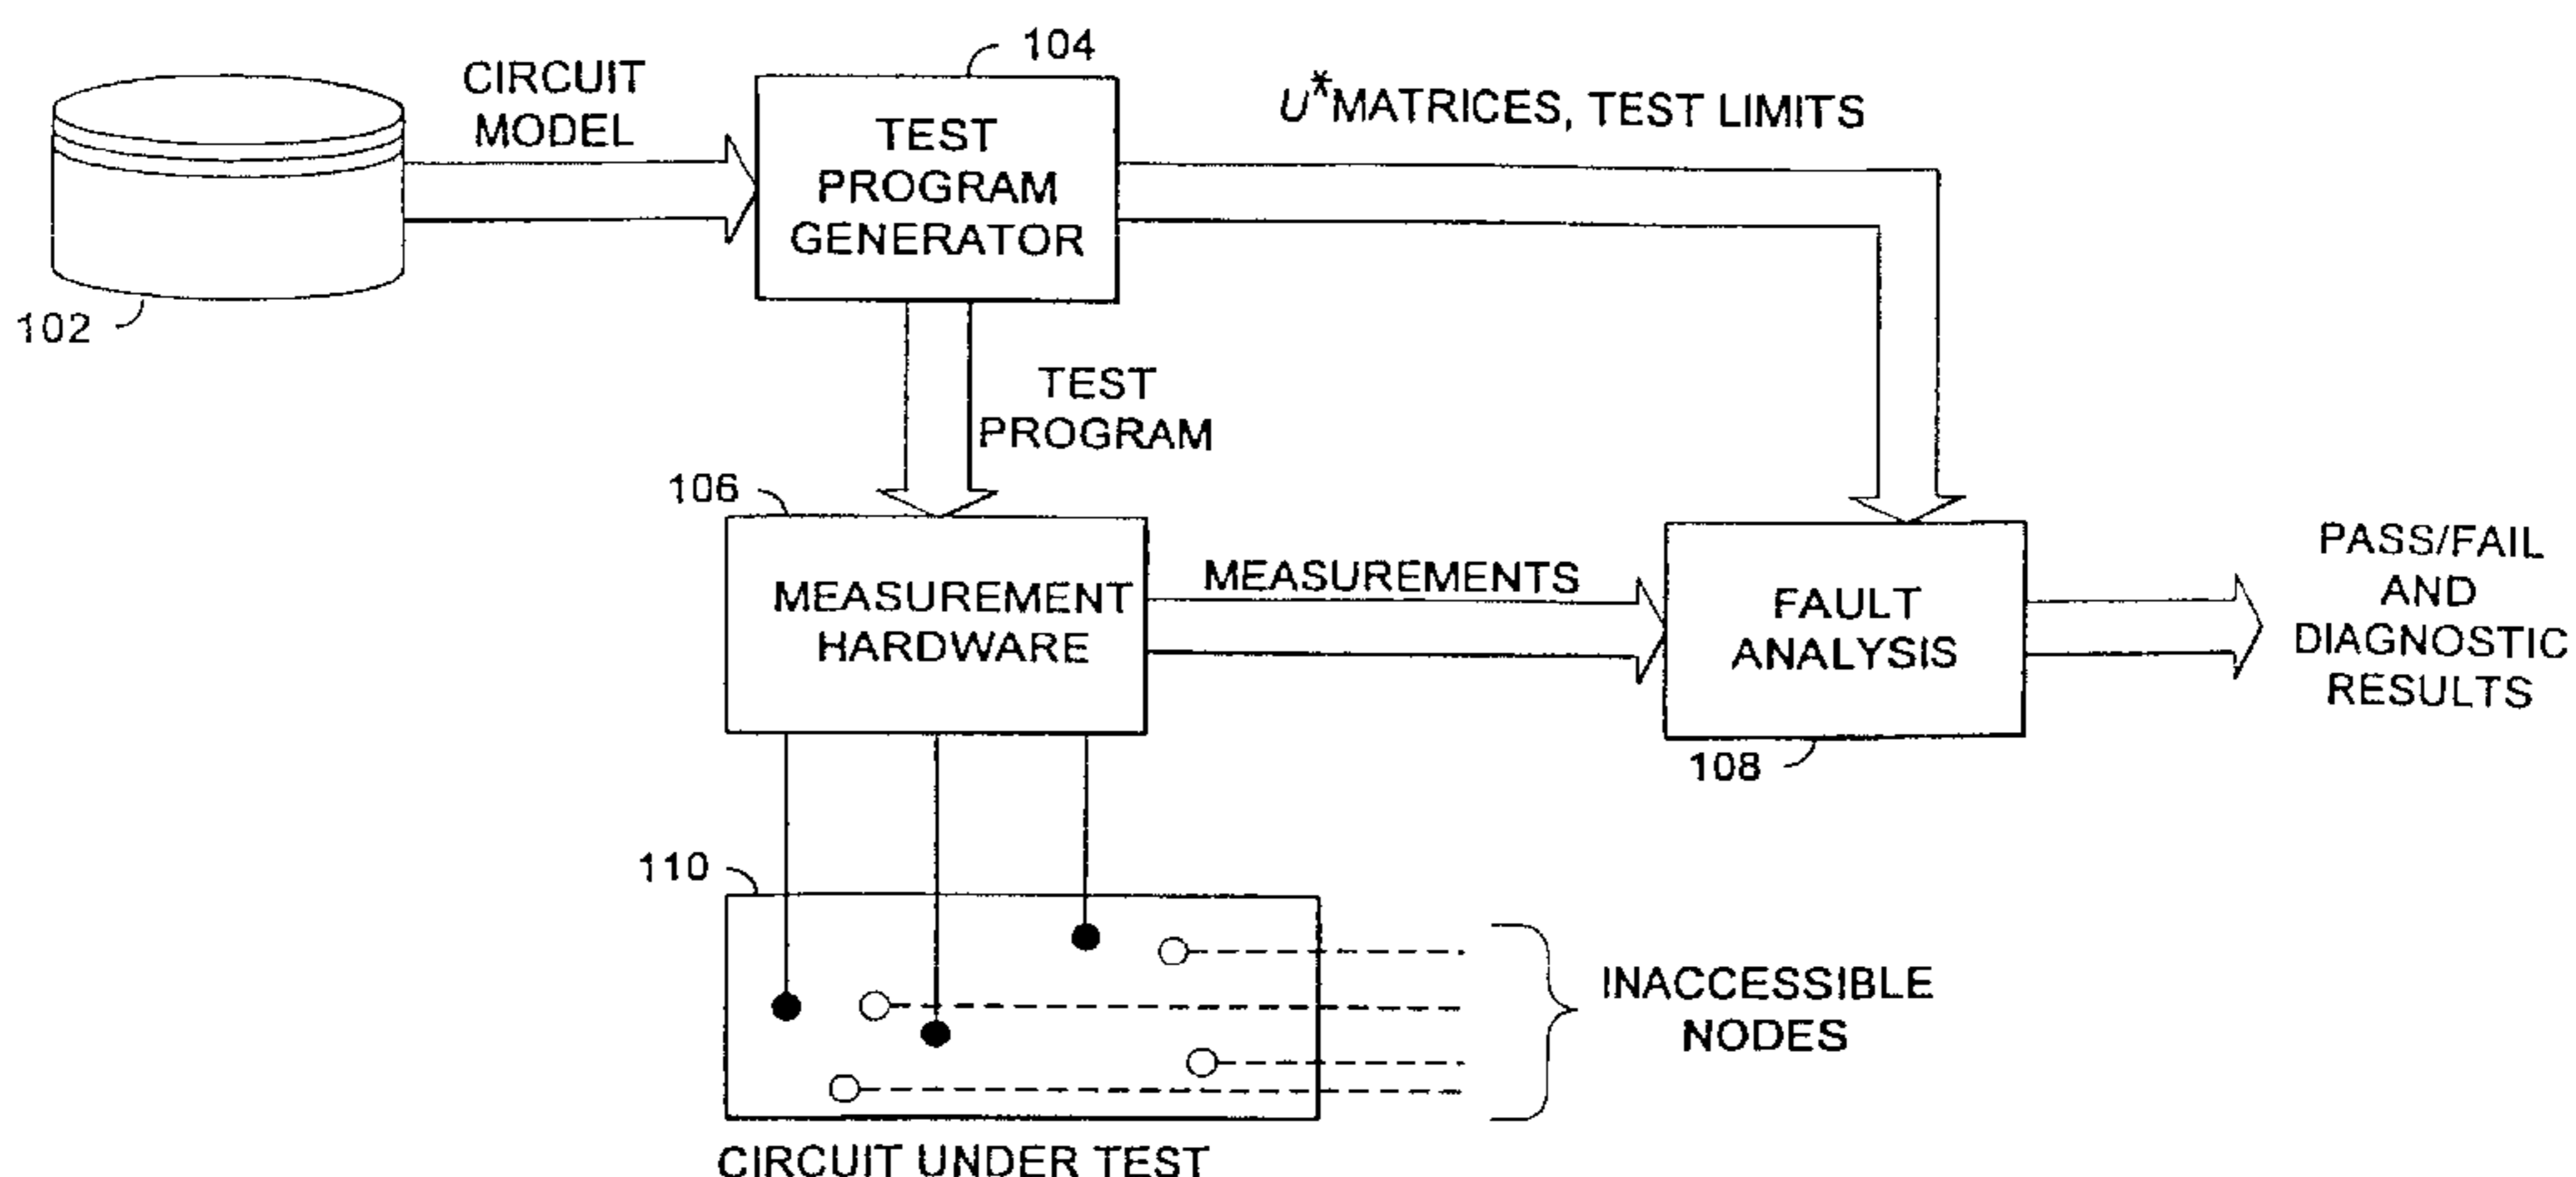 104
CIRCUIT
MODEL
U*MATRICES, TEST LIMITS
TEST
PROGRAM
GENERATOR
102
TEST
PROGRAM
106
MEASUREMENT
HARDWARE
MEASUREMENTS
FAULT
ANALYSIS
108
PASS/FAIL
AND
DIAGNOSTIC
RESULTS
110
INACCESSIBLE
NODES
CIRCUIT UNDER TEST